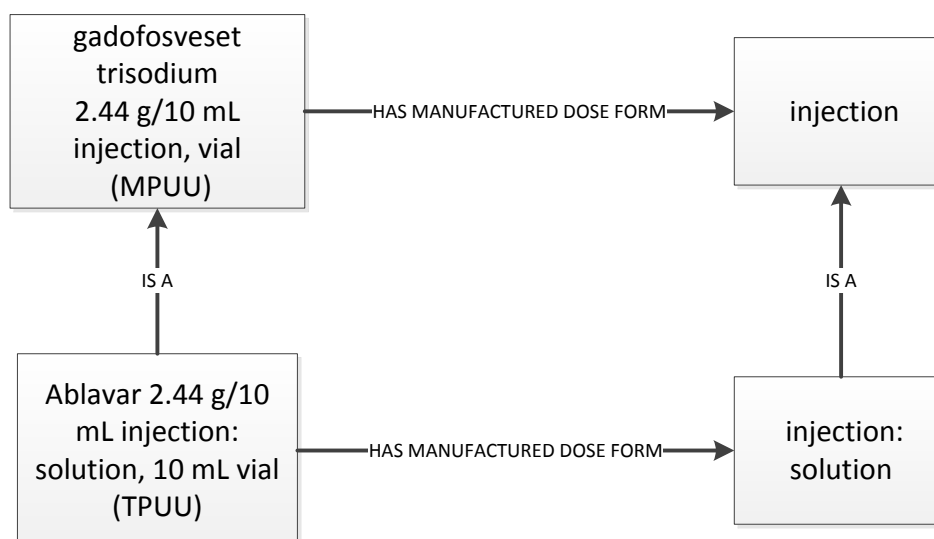 gadofosveset
trisodium
2.44 g/10 mL
injection, vial
(MPUU)
HAS MANUFACTURED DOSE FORM
injection
IS A
IS A
Ablavar 2.44 g/10
mL injection:
solution, 10 mL vial
(TPUU)
HAS MANUFACTURED DOSE FORM
injection:
solution